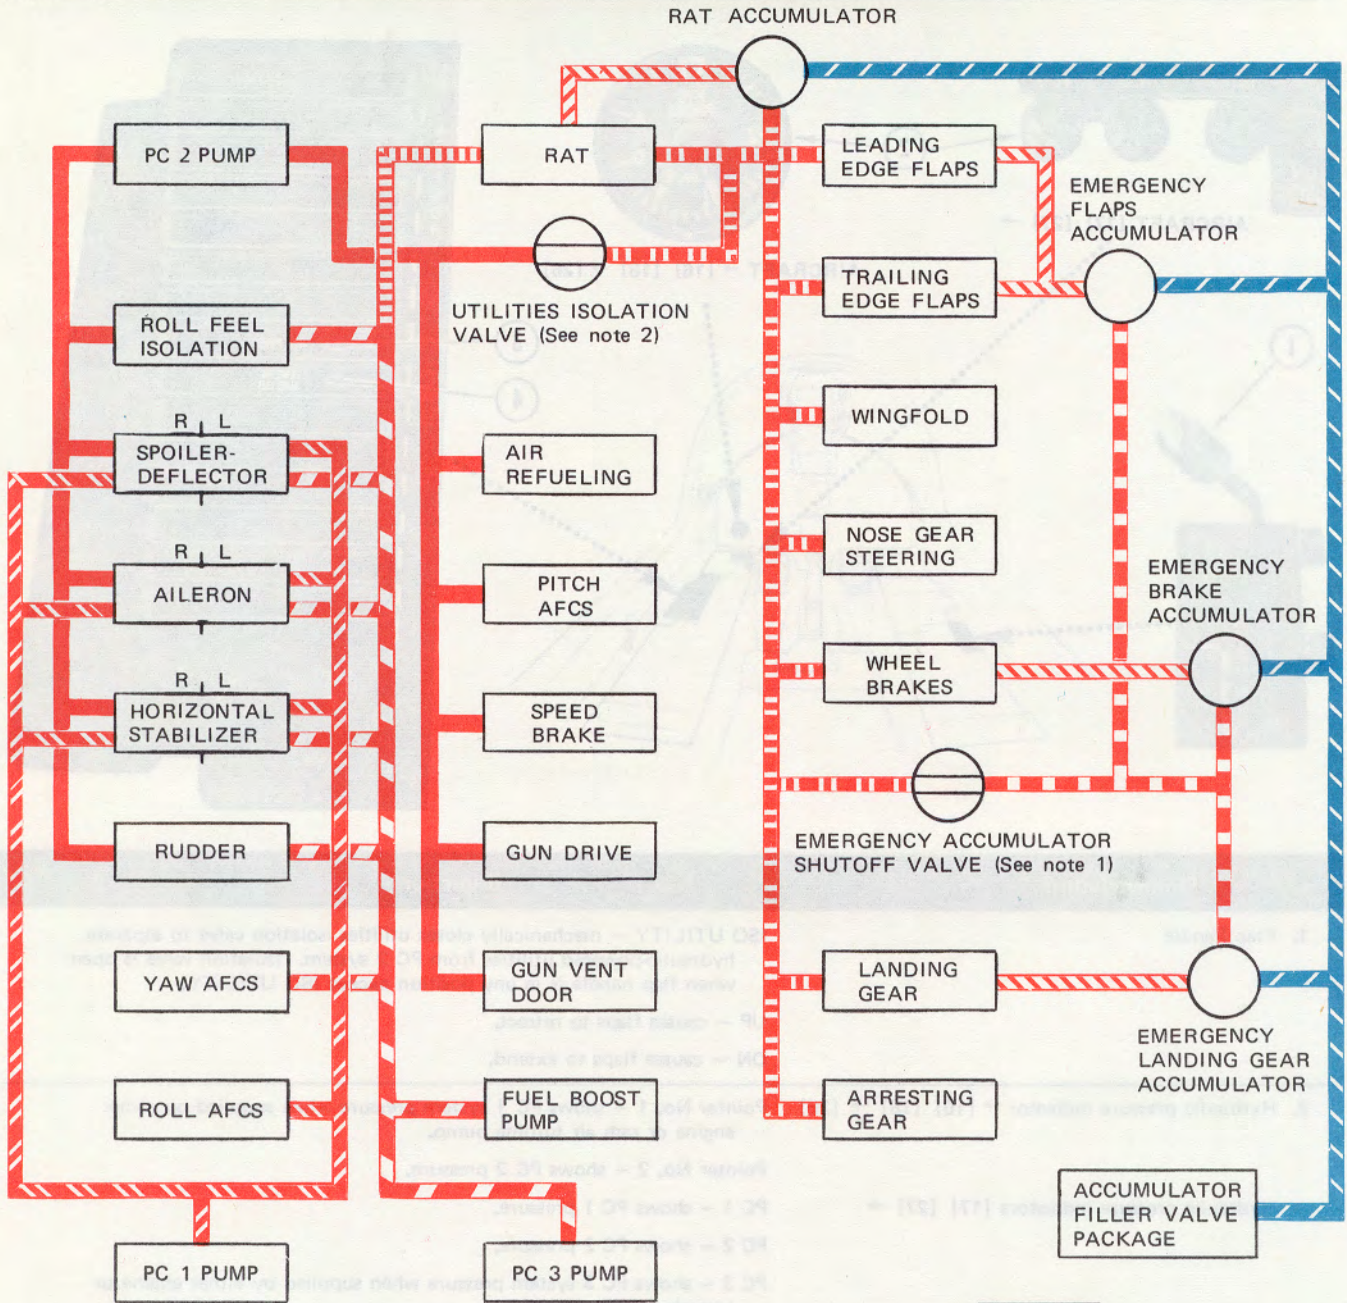 RAT ACCUMULATOR
PC 2 PUMP
RAT
LEADING
EDGE FLAPS
EMERGENCY
FLAPS
ACCUMULATOR
ROLL FEEL
ISOLATION
UTILITIES ISOLATION
VALVE (See note 2)
TRAILING
EDGE FLAPS
R L
SPOILER-
DEFLECTOR
AIR
REFUELING
WINGFOLD
NOSE GEAR
STEERING
R L
AILERON
PITCH
AFCS
EMERGENCY
BRAKE
ACCUMULATOR
R L
HORIZONTAL
STABILIZER
SPEED
BRAKE
WHEEL
BRAKES
RUDDER
GUN DRIVE
EMERGENCY ACCUMULATOR
SHUTOFF VALVE (See note 1)
YAW AFCS
GUN VENT
DOOR
LANDING
GEAR
EMERGENCY
LANDING GEAR
ACCUMULATOR
ROLL AFCS
FUEL BOOST
PUMP
ARRESTING
GEAR
ACCUMULATOR
FILLER VALVE
PACKAGE
PC 1 PUMP
PC 3 PUMP